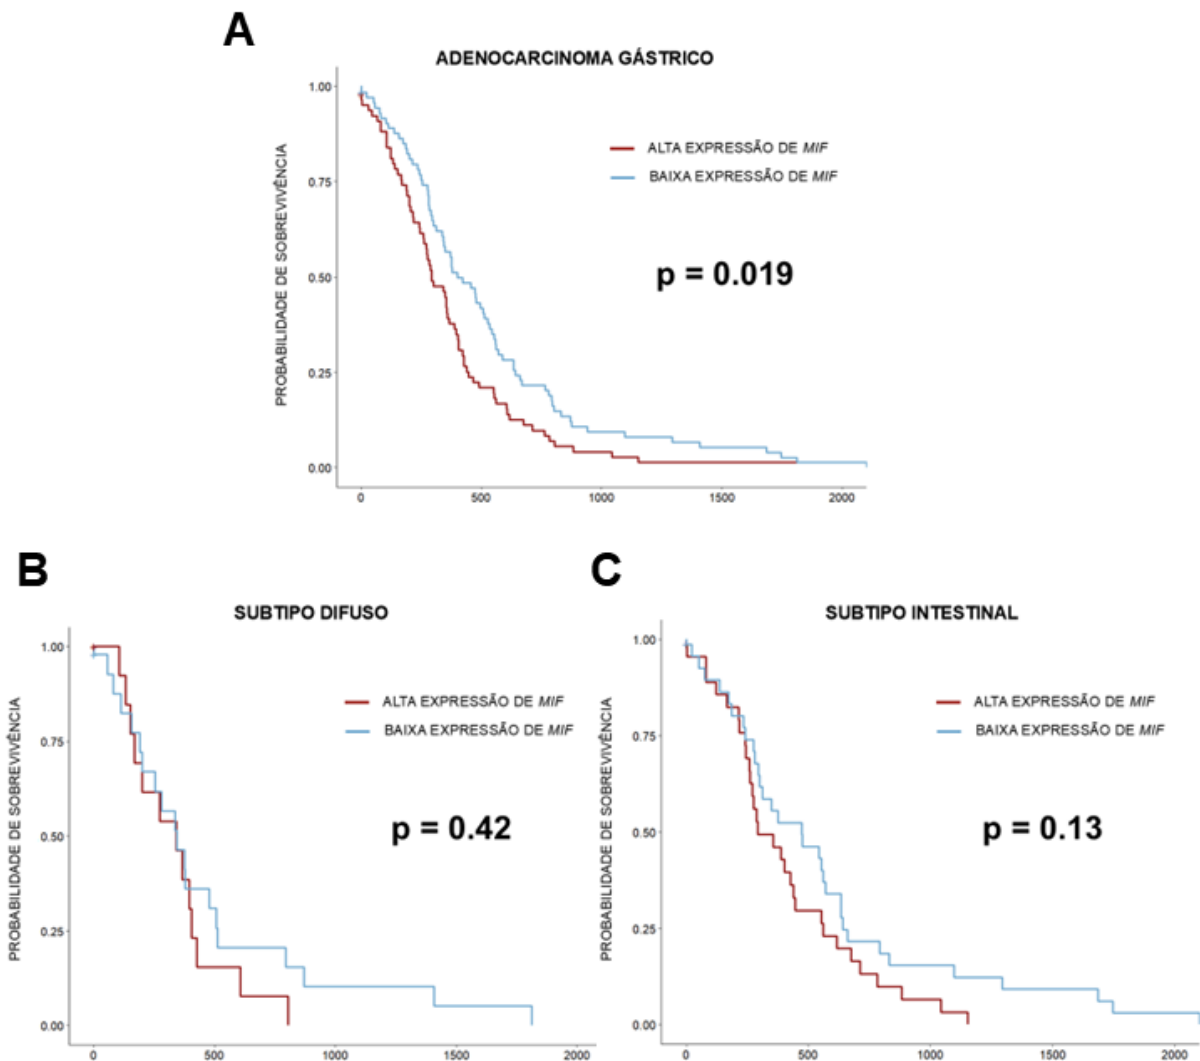 A
ADENOCARCINOMA GÁSTRICO
PROBABILIDADE DE SOBREVIVÊNCIA
1.00
0.75
0.50
0.25
0.00
ALTA EXPRESSÃO DE MIF
BAIXA EXPRESSÃO DE MIF
p = 0.019
0 500 1000 1500 2000
B
SUBTIPO DIFUSO
PROBABILIDADE DE SOBREVIVÊNCIA
1.00
0.75
0.50
0.25
0.00
ALTA EXPRESSÃO DE MIF
BAIXA EXPRESSÃO DE MIF
p = 0.42
0 500 1000 1500 2000
C
SUBTIPO INTESTINAL
PROBABILIDADE DE SOBREVIVÊNCIA
1.00
0.75
0.50
0.25
0.00
ALTA EXPRESSÃO DE MIF
BAIXA EXPRESSÃO DE MIF
p = 0.13
0 500 1000 1500 2000